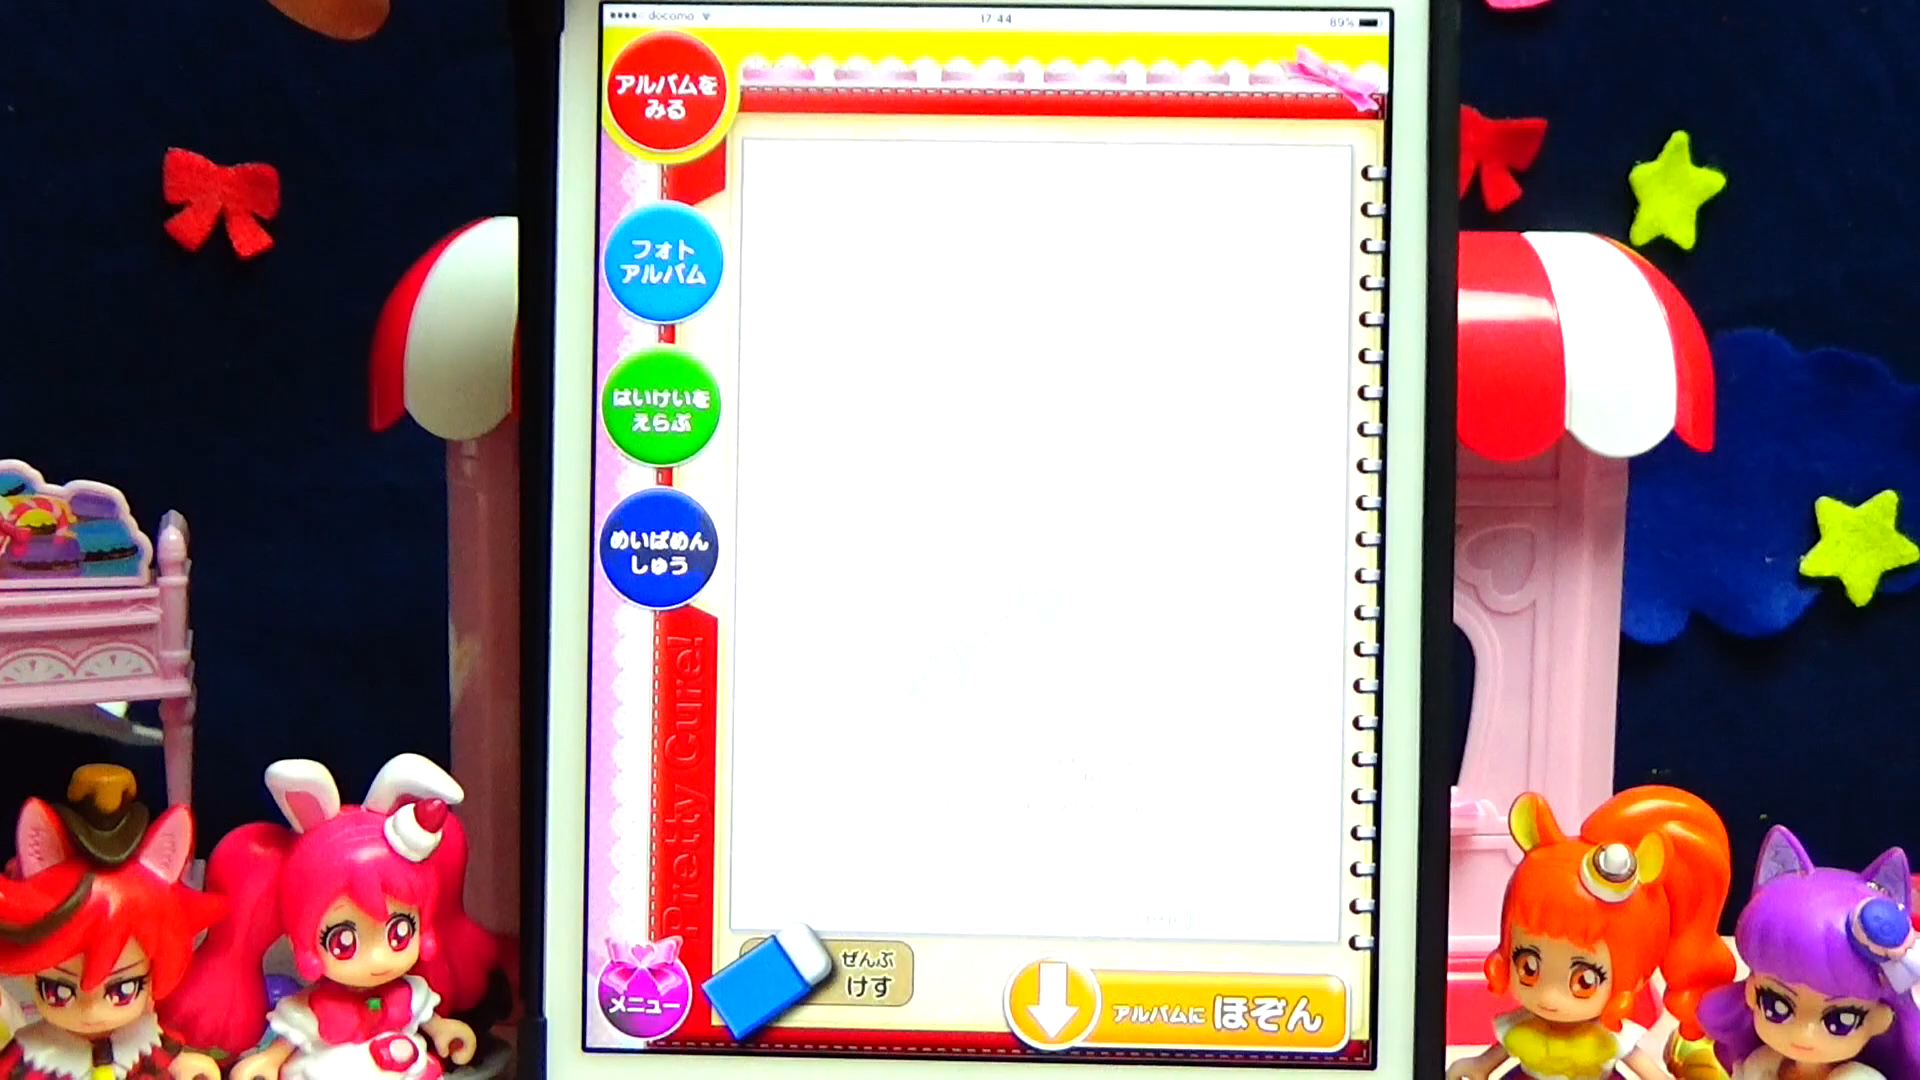 docomo
17:44
89%
アルバムを
みる
フォト
アルバム
はいけいを
えらぶ
めいばめん
しゅう
Pretty Cure!
メニュー
ぜんぶ
けす
アルバムに ほぞん